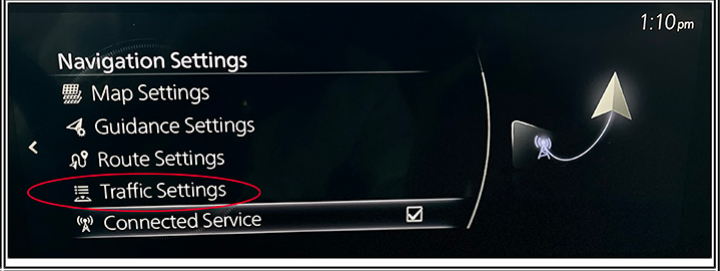 1:10pm
Navigation Settings
Map Settings
Guidance Settings
Route Settings
Traffic Settings
Connected Service